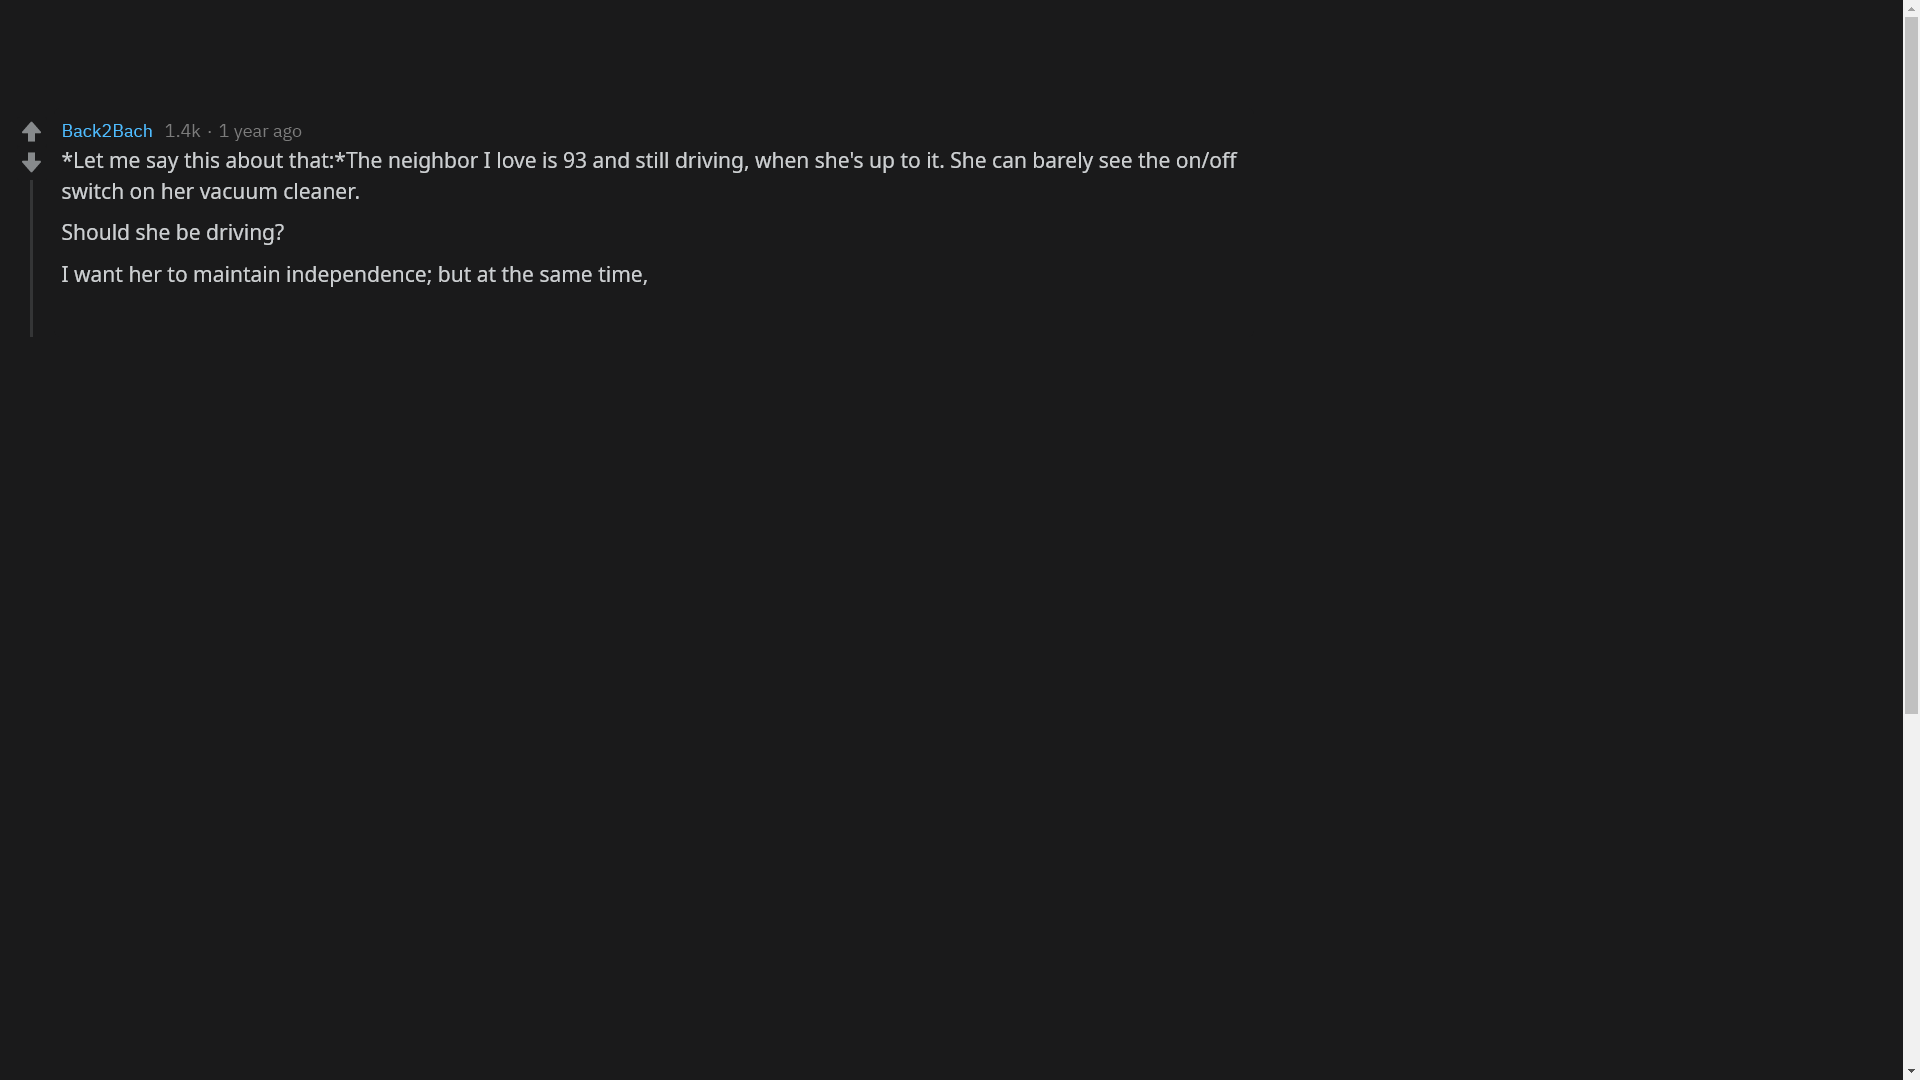 Back2Bach 1.4k · 1 year ago
*Let me say this about that:*The neighbor I love is 93 and still driving, when she's up to it. She can barely see the on/off
switch on her vacuum cleaner.
Should she be driving?
I want her to maintain independence; but at the same time,